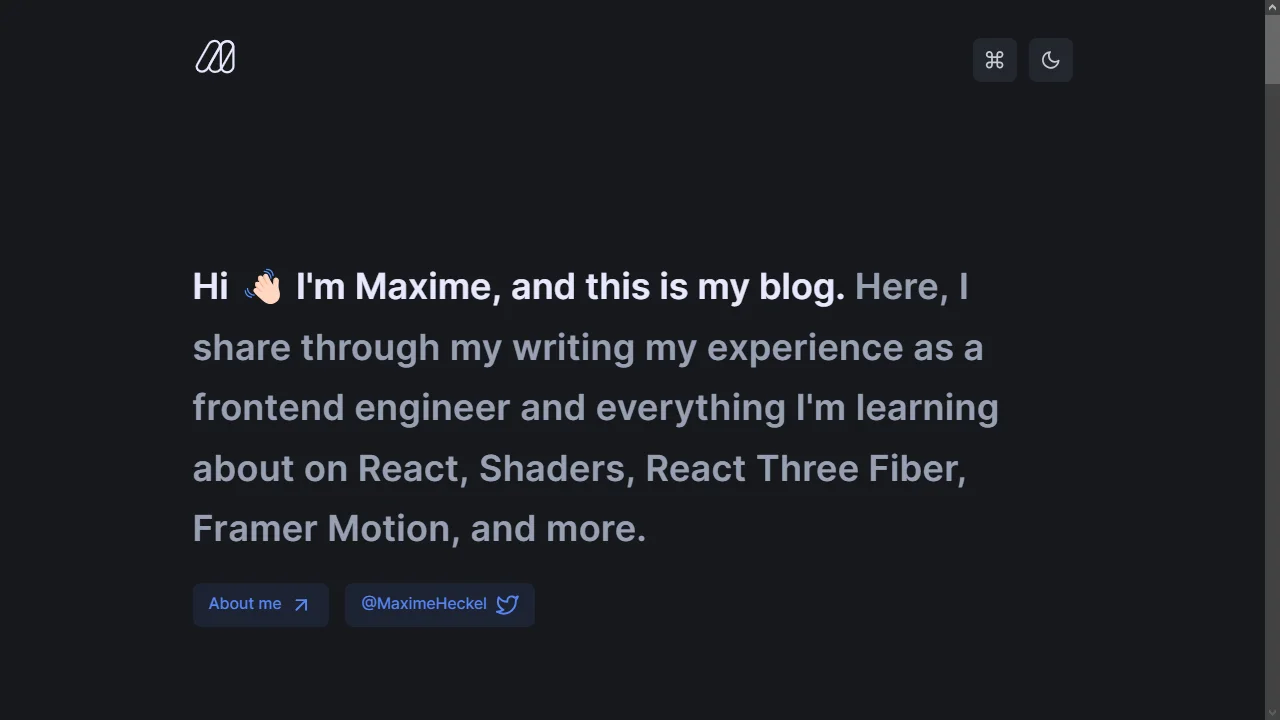 Hi 👋🏻 I'm Maxime, and this is my blog. Here, I
share through my writing my experience as a
frontend engineer and everything I'm learning
about on React, Shaders, React Three Fiber,
Framer Motion, and more.
About me
@MaximeHeckel